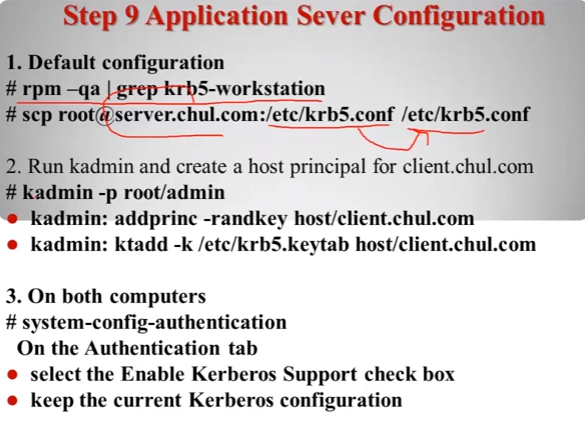 Step 9 Application Sever Configuration
1. Default configuration
# rpm –qa | grep krb5-workstation
# scp root@server.chul.com:/etc/krb5.conf /etc/krb5.conf
2. Run kadmin and create a host principal for client.chul.com
# kadmin -p root/admin
● kadmin: addprinc -randkey host/client.chul.com
● kadmin: ktadd -k /etc/krb5.keytab host/client.chul.com
3. On both computers
# system-config-authentication
On the Authentication tab
● select the Enable Kerberos Support check box
● keep the current Kerberos configuration